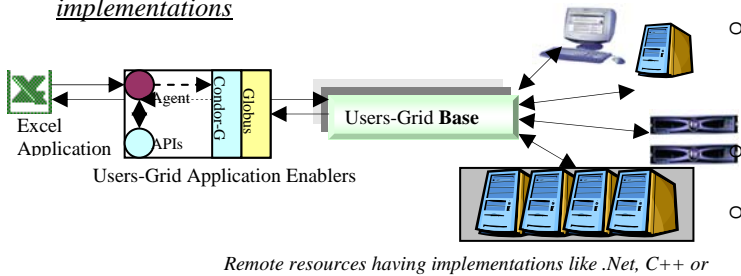 implementations
Agent
Condor-G
Globus
APIs
Excel
Application
Users-Grid Base
Users-Grid Application Enablers
Remote resources having implementations like .Net, C++ or